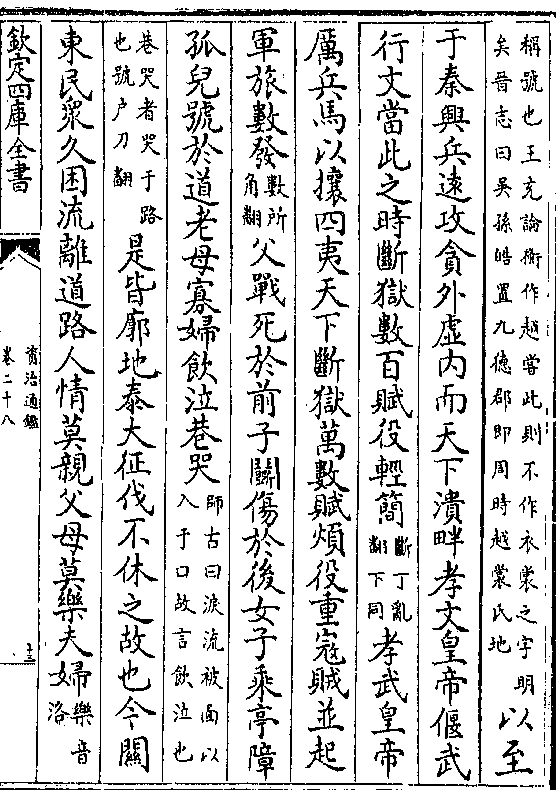 稱號也王充論衡作越嘗此則不作衣裳之字明
矣晉志曰吳孫皓置九德郡即周時越裳氏地
以至
于秦興兵遠攻貪外虛内而天下潰畔孝文皇帝偃武
行文當此之時斷獄數百賦役輕簡
斷丁亂
翻下同
孝武皇帝
厲兵馬以攘四夷天下斷獄萬數賦煩役重寇賊並起
軍旅數發
數所
角翻
父戰死於前子鬭傷於後女子乘亭障
孤兒號於道老母寡婦飲泣巷哭
師古曰淚流被面以
入于口故言飲泣也
巷哭者哭于路
也號户刀翻
是皆廓地泰大征伐不休之故也今關
東民衆久困流離道路人情莫親父母莫樂夫婦
樂音
洛
欽定四庫全書
資治通鑑
卷二十八
十三